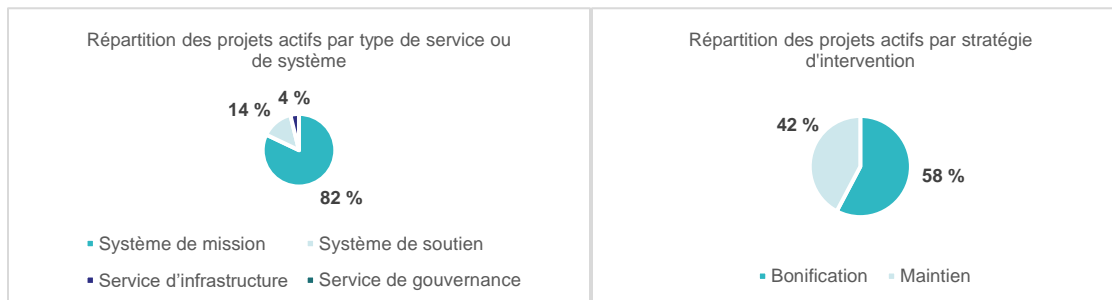 Répartition des projets actifs par type de service ou
de système
4 %
14 %
82 %
Système de mission
Système de soutien
Service d’infrastructure
Service de gouvernance
Répartition des projets actifs par stratégie
d'intervention
42 %
58 %
Bonification
Maintien